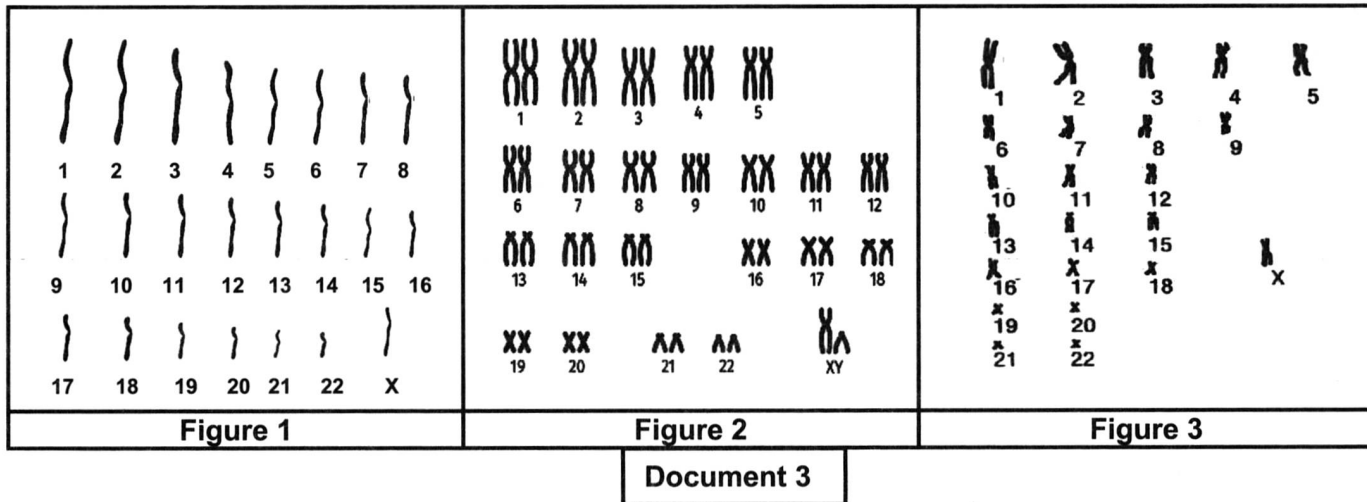 1 2 3 4 5 6 7 8
9 10 11 12 13 14 15 16
17 18 19 20 21 22 X
Figure 1
1 2 3 4 5
6 7 8 9 10 11 12
13 14 15 16 17 18
19 20 21 22 XY
Figure 2
1 2 3 4 5
6 7 8 9
10 11 12
13 14 15
16 17 18 X
19 20
21 22
Figure 3
Document 3